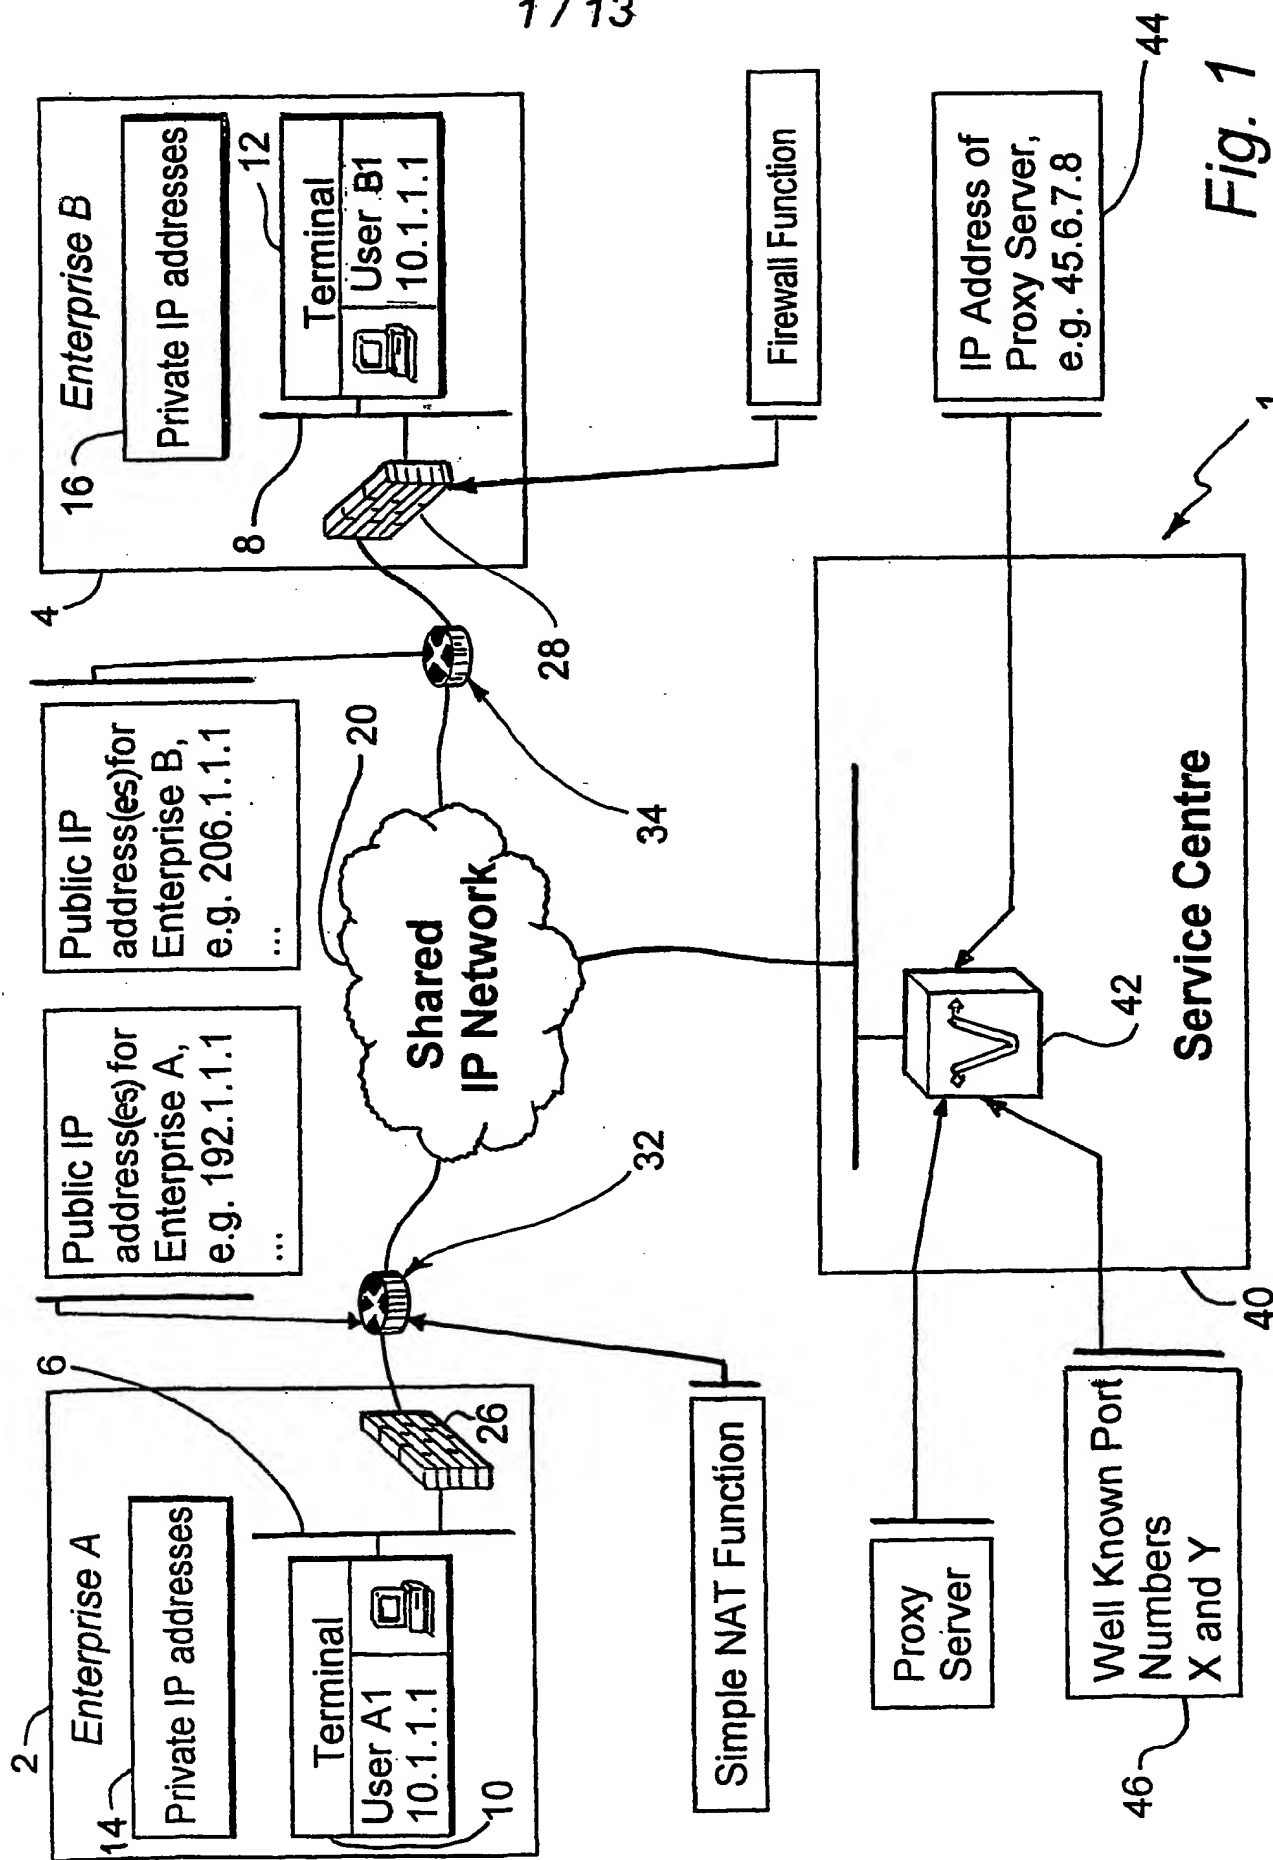 1/13
2
Enterprise A
14
Private IP addresses
6
Terminal
User A1
10.1.1.1
10
26
Public IP
address(es) for
Enterprise A,
e.g. 192.1.1.1
...
Public IP
address(es)for
Enterprise B,
e.g. 206.1.1.1
...
4
Enterprise B
16
Private IP addresses
12
Terminal
User B1
10.1.1.1
8
28
20
Shared
IP Network
32
34
Simple NAT Function
Firewall Function
Proxy
Server
Well Known Port
Numbers
X and Y
46
40
42
Service Centre
IP Address of
Proxy Server,
e.g. 45.6.7.8
44
1
Fig. 1